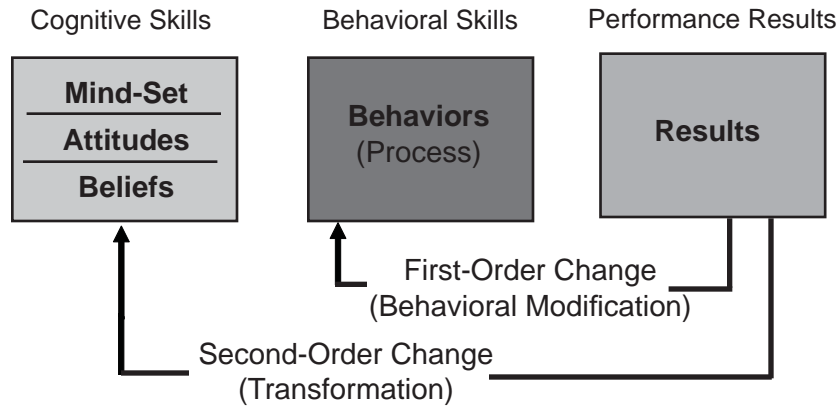 Cognitive Skills
Behavioral Skills
Performance Results
Mind-Set
Attitudes
Beliefs
Behaviors
(Process)
Results
First-Order Change
(Behavioral Modification)
Second-Order Change
(Transformation)